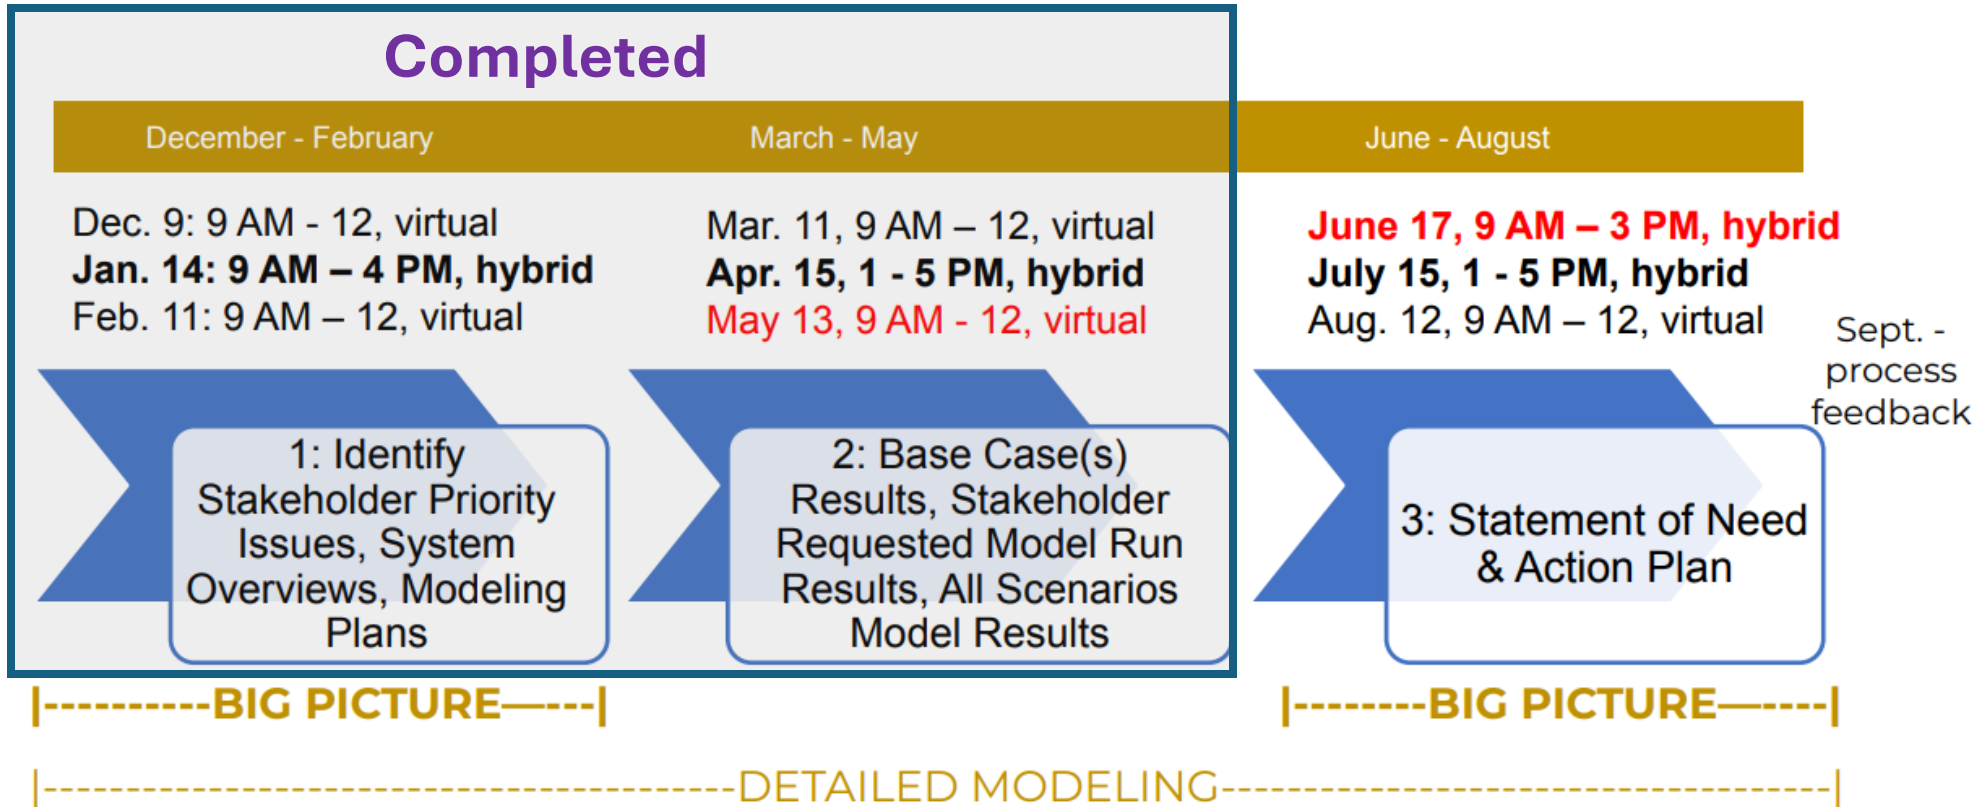 Completed
December - February
March - May
June - August
Dec. 9: 9 AM - 12, virtual
Jan. 14: 9 AM – 4 PM, hybrid
Feb. 11: 9 AM – 12, virtual
Mar. 11, 9 AM – 12, virtual
Apr. 15, 1 - 5 PM, hybrid
May 13, 9 AM - 12, virtual
June 17, 9 AM – 3 PM, hybrid
July 15, 1 - 5 PM, hybrid
Aug. 12, 9 AM – 12, virtual
Sept. -
process
feedback
1: Identify
Stakeholder Priority
Issues, System
Overviews, Modeling
Plans
2: Base Case(s)
Results, Stakeholder
Requested Model Run
Results, All Scenarios
Model Results
3: Statement of Need
& Action Plan
|----------BIG PICTURE—---|
|--------BIG PICTURE—----|
|------------------------------------------DETAILED MODELING-------------------------------------|